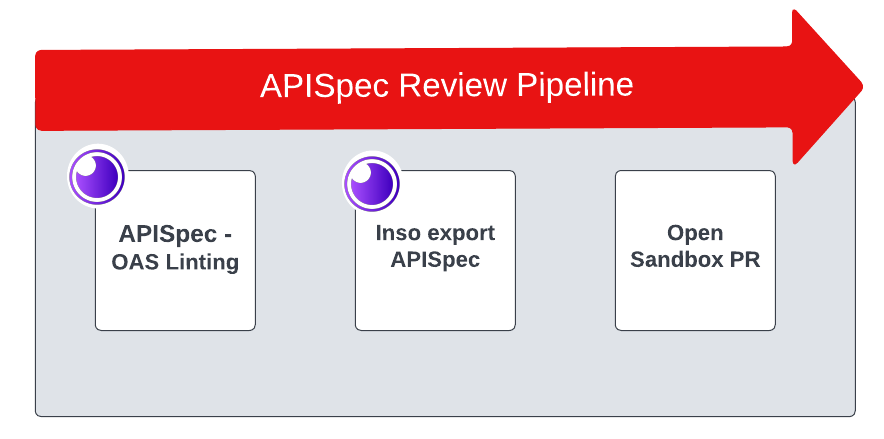 APISpec Review Pipeline
APISpec -
OAS Linting
Inso export
APISpec
Open
Sandbox PR